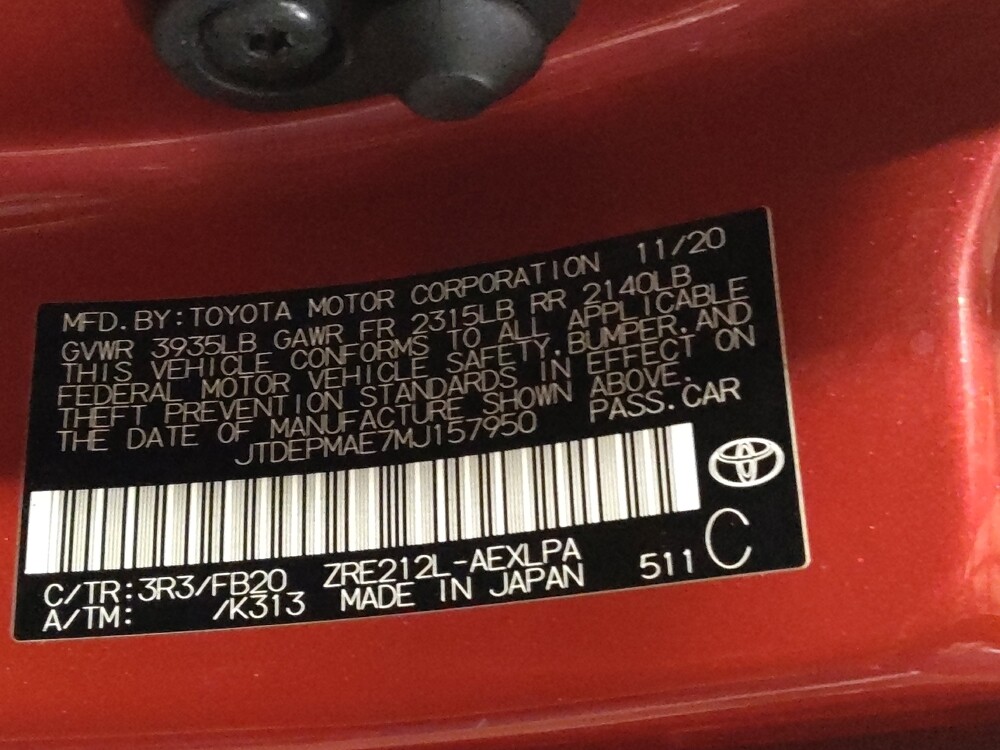 MFD.BY:TOYOTA MOTOR CORPORATION 11/20
GVWR 3935LB GAWR FR 2315LB RR 2140LB
THIS VEHICLE CONFORMS TO ALL APPLICABLE
FEDERAL MOTOR VEHICLE SAFETY,BUMPER,AND
THEFT PREVENTION STANDARDS IN EFFECT ON
THE DATE OF MANUFACTURE SHOWN ABOVE.
JTDEPMAE7MJ157950 PASS.CAR
C/TR:3R3/FB20 ZRE212L-AEXLPA
A/TM: /K313 MADE IN JAPAN 511 C